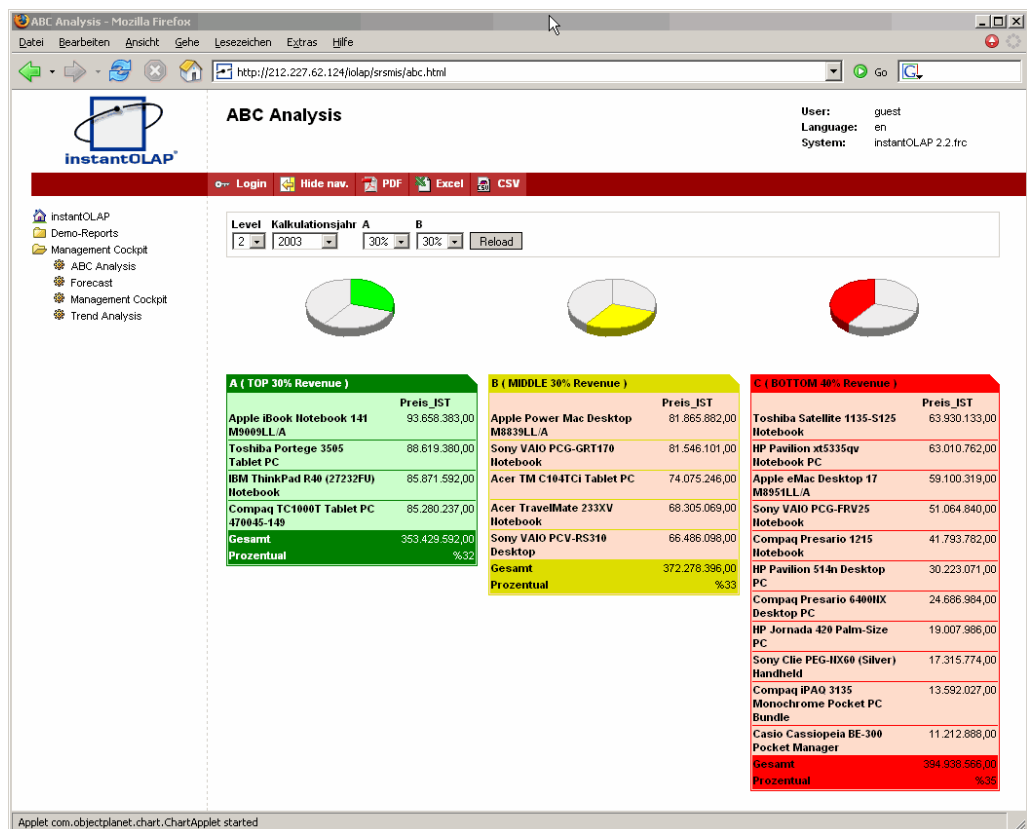 ABC Analysis - Mozilla Firefox
Datei Bearbeiten Ansicht Gehe Lesezeichen Extras Hilfe
http://212.227.62.124/iolap/srsmis/abc.html Go G
instantOLAP
ABC Analysis
User: guest
Language: en
System: instantOLAP 2.2.frc
Login Hide nav. PDF Excel CSV
instantOLAP
Demo-Reports
Management Cockpit
ABC Analysis
Forecast
Management Cockpit
Trend Analysis
Level Kalkulationsjahr A B
2 2003 30% 30% Reload
A ( TOP 30% Revenue )
Preis_IST
Apple iBook Notebook 141 93.658.383,00
M9009LL/A
Toshiba Portege 3505 88.619.380,00
Tablet PC
IBM ThinkPad R40 (27232FU) 85.871.592,00
Notebook
Compaq TC1000T Tablet PC 85.280.237,00
470045-149
Gesamt 353.429.592,00
Prozentual %32
B ( MIDDLE 30% Revenue )
Preis_IST
Apple Power Mac Desktop 81.865.882,00
M8839LL/A
Sony VAIO PCG-GRT170 81.546.101,00
Notebook
Acer TM C104TCi Tablet PC 74.075.246,00
Acer TravelMate 233XV 68.305.069,00
Notebook
Sony VAIO PCV-RS310 66.486.098,00
Desktop
Gesamt 372.278.396,00
Prozentual %33
C ( BOTTOM 40% Revenue )
Preis_IST
Toshiba Satellite 1135-S125 63.930.133,00
Notebook
HP Pavilion xt5335qv 63.010.762,00
Notebook PC
Apple eMac Desktop 17 59.100.319,00
M8951LL/A
Sony VAIO PCG-FRV25 51.064.840,00
Notebook
Compaq Presario 1215 41.793.782,00
Notebook
HP Pavilion 514n Desktop 30.223.071,00
PC
Compaq Presario 6400NX 24.686.984,00
Desktop PC
HP Jornada 420 Palm-Size 19.007.986,00
PC
Sony Clie PEG-NX60 (Silver) 17.315.774,00
Handheld
Compaq iPAQ 3135 13.592.027,00
Monochrome Pocket PC
Bundle
Casio Cassiopeia BE-300 11.212.888,00
Pocket Manager
Gesamt 394.938.566,00
Prozentual %35
Applet com.objectplanet.chart.ChartApplet started